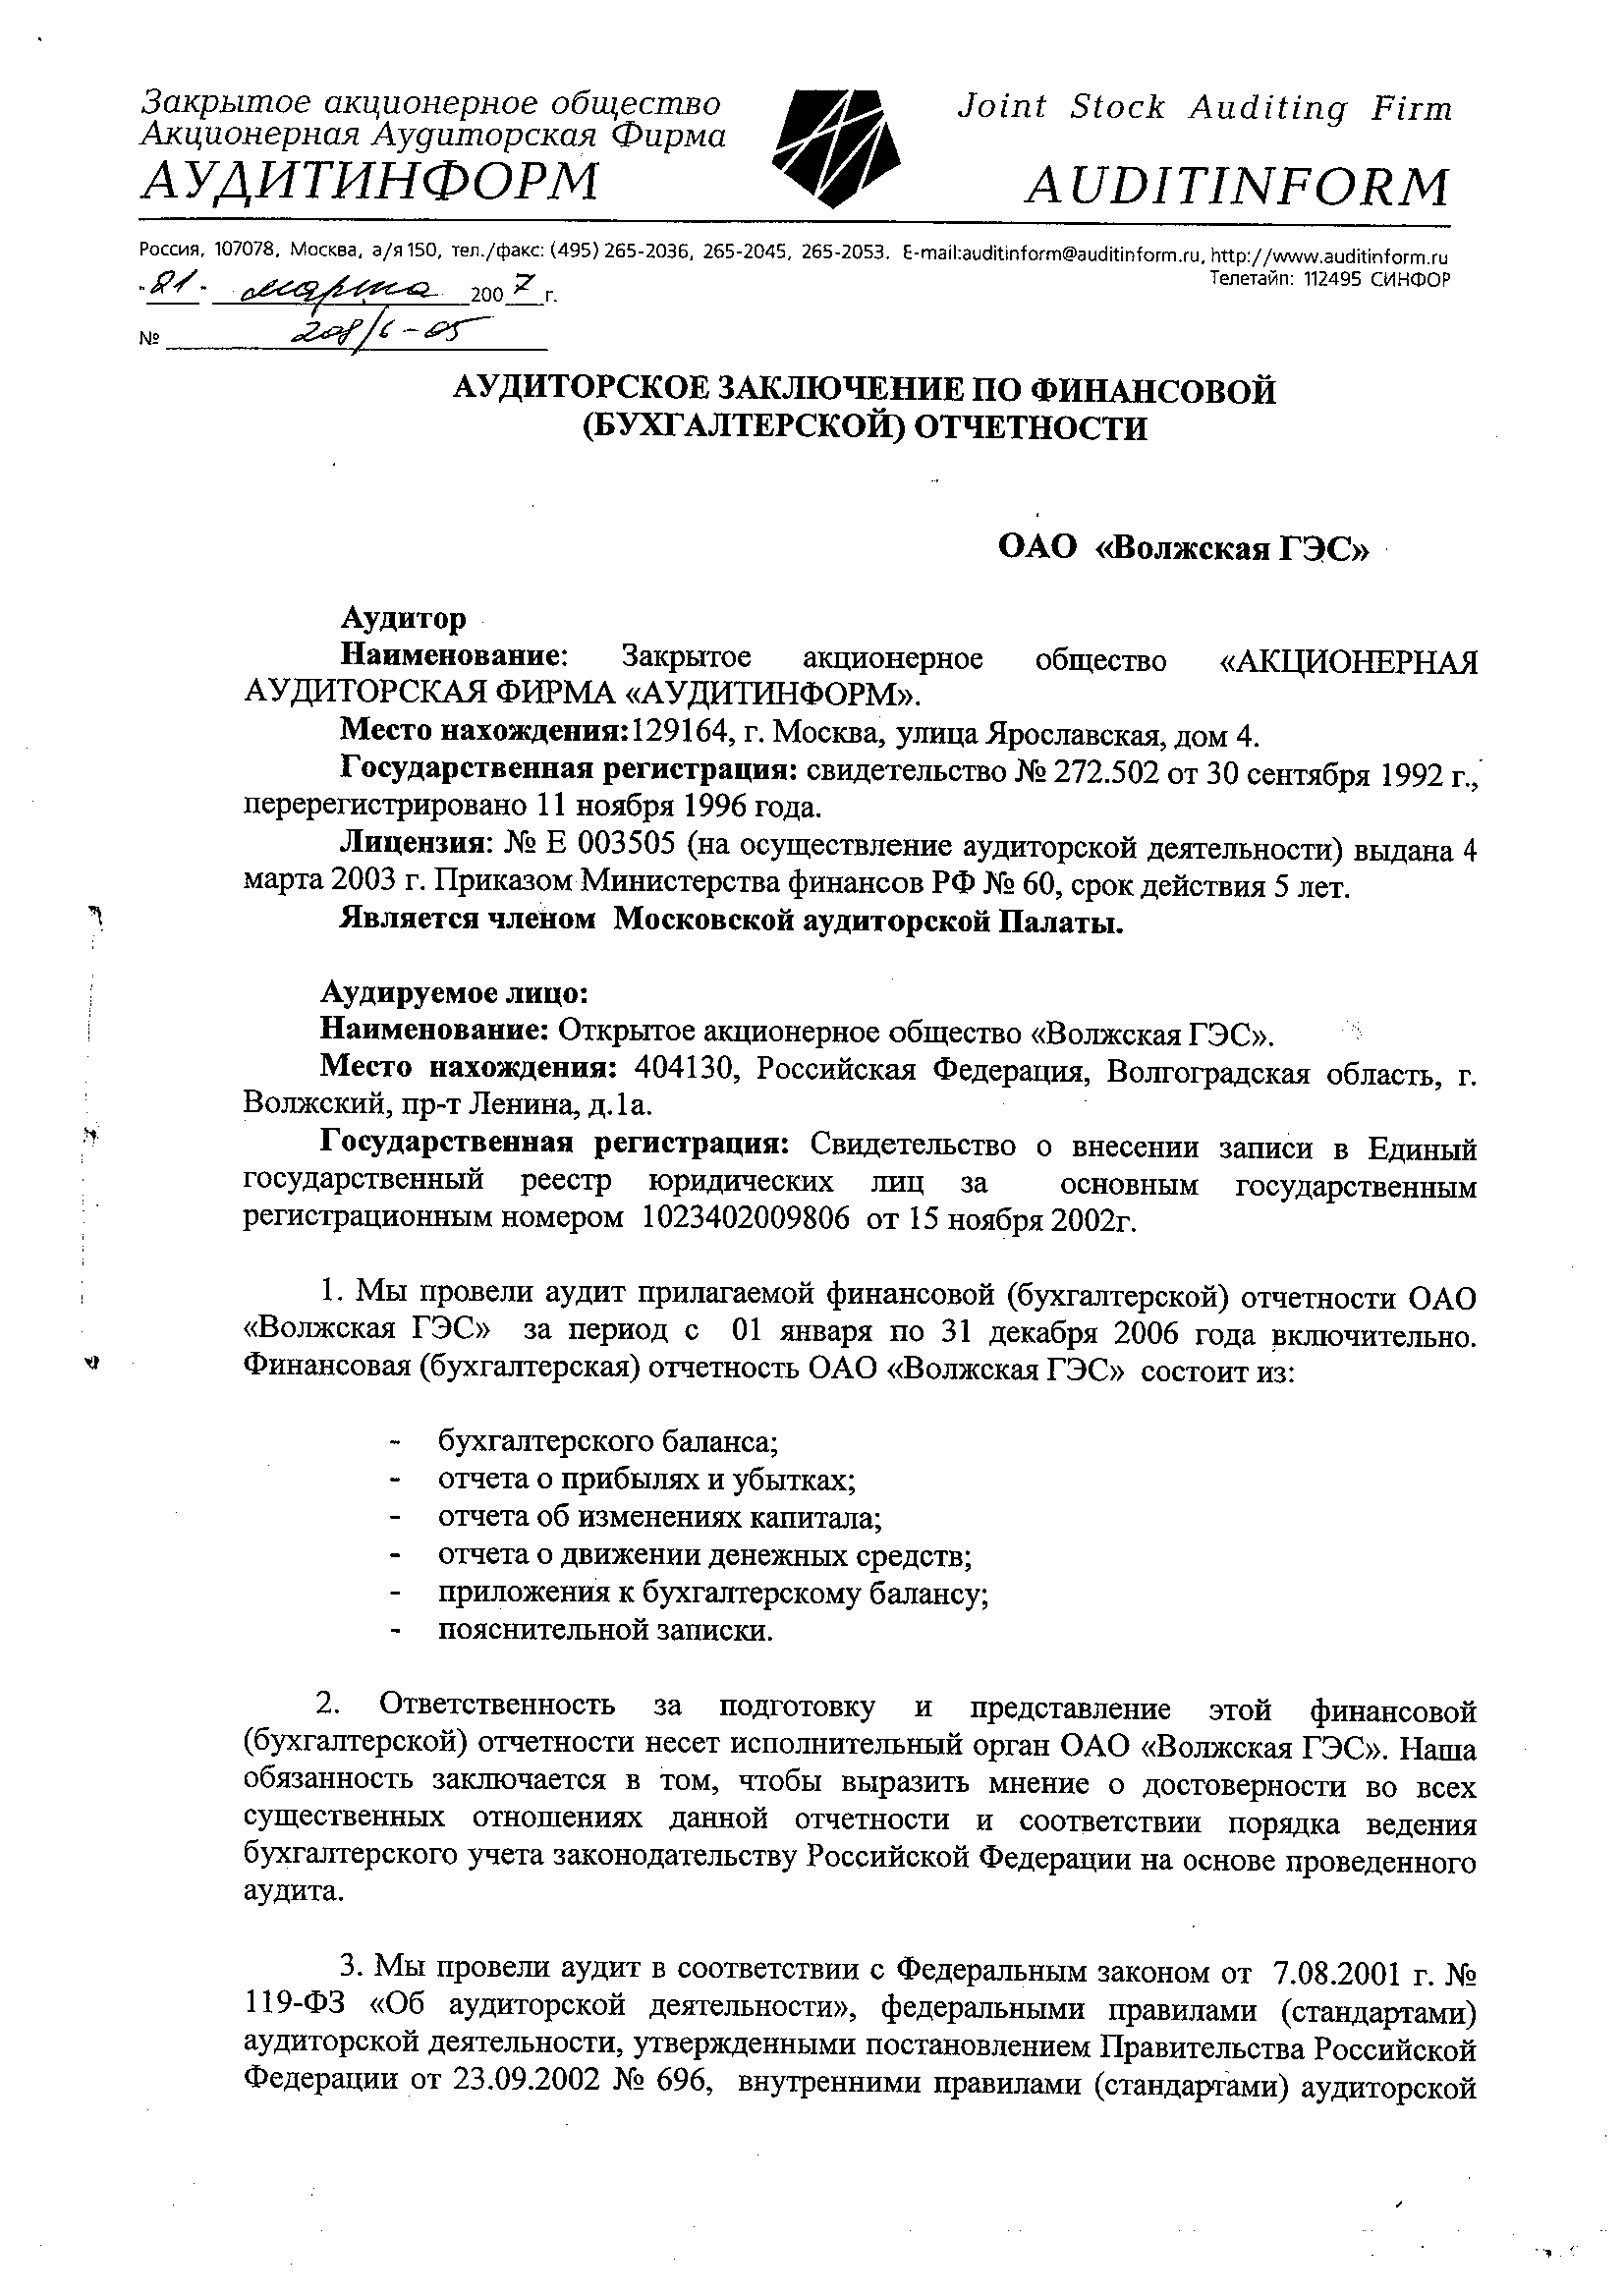 Закрытое акционерное общество
Акционерная Аудиторская Фирма
АУДИТИНФОРМ
Joint Stock Auditing Firm
AUDITINFORM
Россия, 107078, Москва, а/я 150, тел./факс: (495) 265-2036, 265-2045, 265-2053. E-mail:auditinform@auditinform.ru, http://www.auditinform.ru
Телетайп: 112495 СИНФОР
марта 2007 г.
№ 208/6-05
АУДИТОРСКОЕ ЗАКЛЮЧЕНИЕ ПО ФИНАНСОВОЙ
(БУХГАЛТЕРСКОЙ) ОТЧЕТНОСТИ
ОАО «Волжская ГЭС»
Аудитор
Наименование: Закрытое акционерное общество «АКЦИОНЕРНАЯ
АУДИТОРСКАЯ ФИРМА «АУДИТИНФОРМ».
Место нахождения:129164, г. Москва, улица Ярославская, дом 4.
Государственная регистрация: свидетельство № 272.502 от 30 сентября 1992 г.,
перерегистрировано 11 ноября 1996 года.
Лицензия: № Е 003505 (на осуществление аудиторской деятельности) выдана 4
марта 2003 г. Приказом Министерства финансов РФ № 60, срок действия 5 лет.
Является членом Московской аудиторской Палаты.
Аудируемое лицо:
Наименование: Открытое акционерное общество «Волжская ГЭС».
Место нахождения: 404130, Российская Федерация, Волгоградская область, г.
Волжский, пр-т Ленина, д.1а.
Государственная регистрация: Свидетельство о внесении записи в Единый
государственный реестр юридических лиц за основным государственным
регистрационным номером 1023402009806 от 15 ноября 2002г.
1. Мы провели аудит прилагаемой финансовой (бухгалтерской) отчетности ОАО
«Волжская ГЭС» за период с 01 января по 31 декабря 2006 года включительно.
Финансовая (бухгалтерская) отчетность ОАО «Волжская ГЭС» состоит из:
- бухгалтерского баланса;
- отчета о прибылях и убытках;
- отчета об изменениях капитала;
- отчета о движении денежных средств;
- приложения к бухгалтерскому балансу;
- пояснительной записки.
2. Ответственность за подготовку и представление этой финансовой
(бухгалтерской) отчетности несет исполнительный орган ОАО «Волжская ГЭС». Наша
обязанность заключается в том, чтобы выразить мнение о достоверности во всех
существенных отношениях данной отчетности и соответствии порядка ведения
бухгалтерского учета законодательству Российской Федерации на основе проведенного
аудита.
3. Мы провели аудит в соответствии с Федеральным законом от 7.08.2001 г. №
119-ФЗ «Об аудиторской деятельности», федеральными правилами (стандартами)
аудиторской деятельности, утвержденными постановлением Правительства Российской
Федерации от 23.09.2002 № 696, внутренними правилами (стандартами) аудиторской